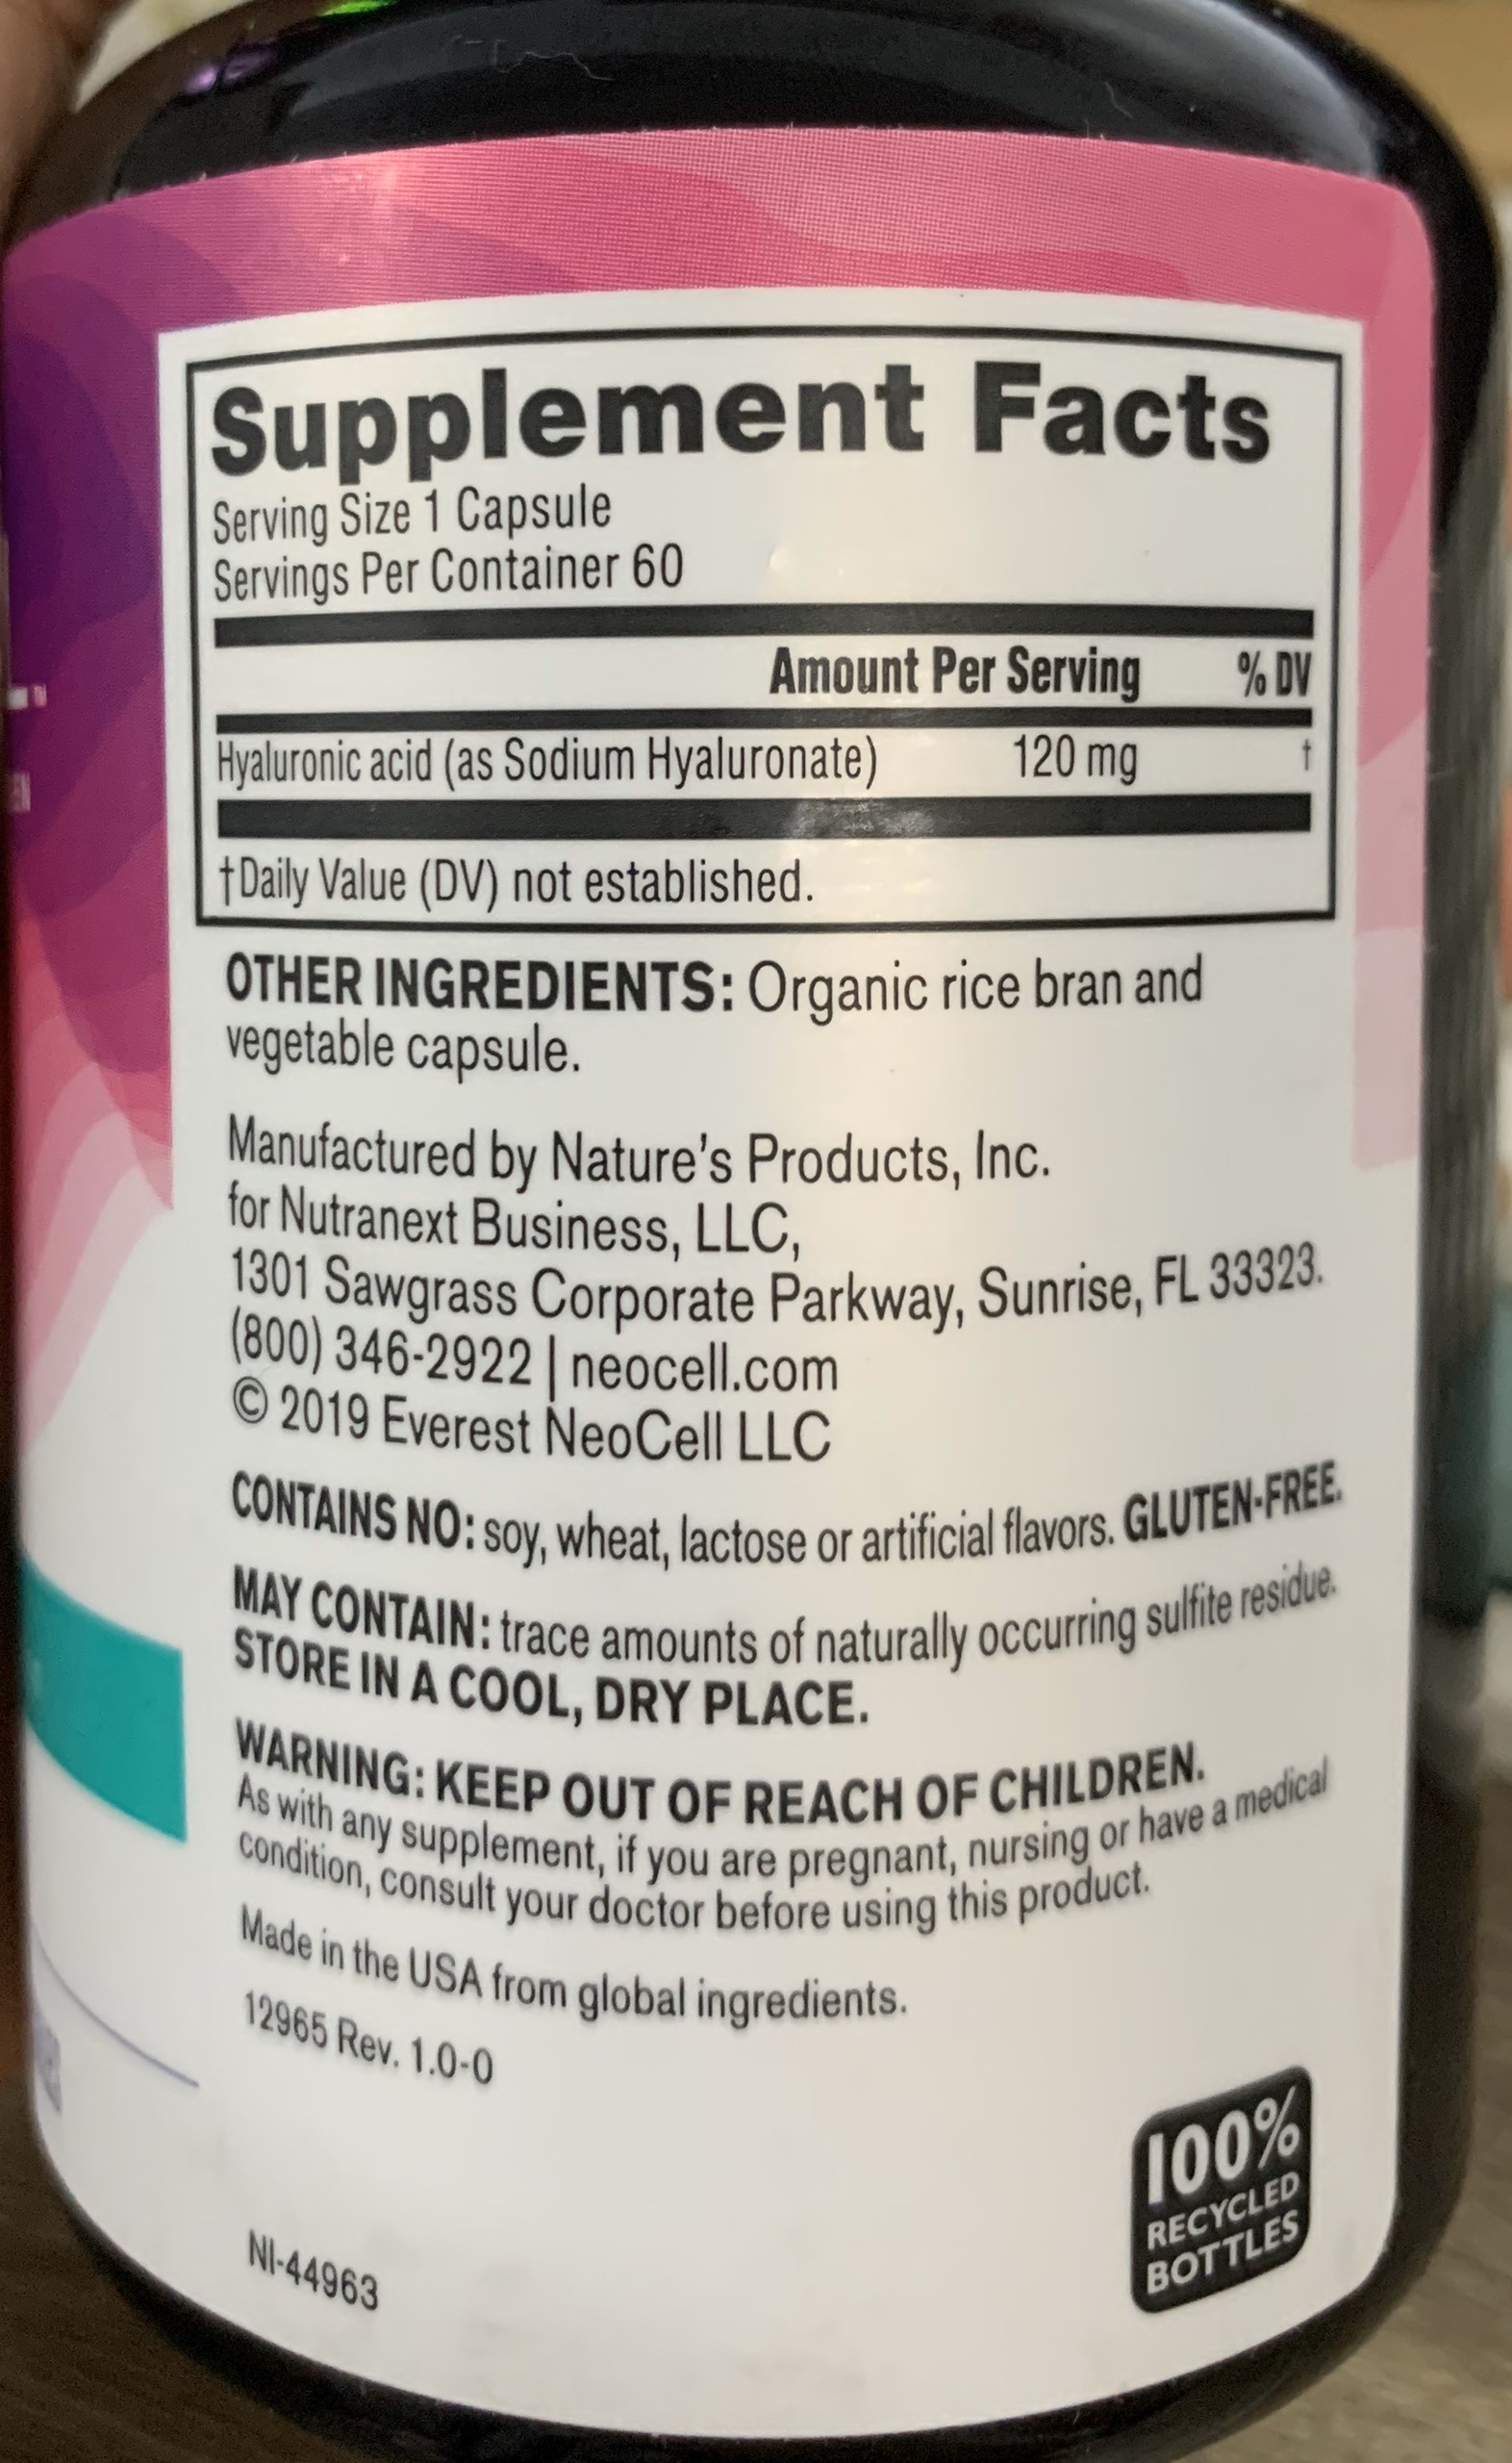 Supplement Facts
Serving Size 1 Capsule
Servings Per Container 60
Amount Per Serving % DV
Hyaluronic acid (as Sodium Hyaluronate) 120 mg †
†Daily Value (DV) not established.
OTHER INGREDIENTS: Organic rice bran and
vegetable capsule.
Manufactured by Nature's Products, Inc.
for Nutranext Business, LLC,
1301 Sawgrass Corporate Parkway, Sunrise, FL 33323.
(800) 346-2922 | neocell.com
© 2019 Everest NeoCell LLC
CONTAINS NO: soy, wheat, lactose or artificial flavors. GLUTEN-FREE.
MAY CONTAIN: trace amounts of naturally occurring sulfite residue.
STORE IN A COOL, DRY PLACE.
WARNING: KEEP OUT OF REACH OF CHILDREN.
As with any supplement, if you are pregnant, nursing or have a medical
condition, consult your doctor before using this product.
Made in the USA from global ingredients.
12965 Rev. 1.0-0
100%
RECYCLED
BOTTLES
NI-44963